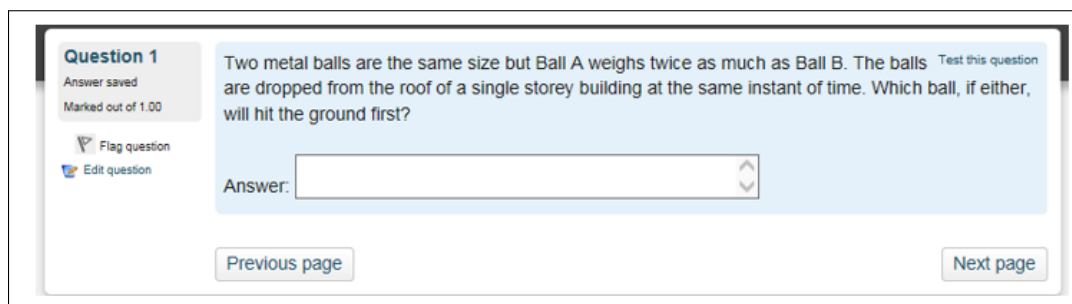 Question 1
Answer saved
Marked out of 1.00
Flag question
Edit question
Two metal balls are the same size but Ball A weighs twice as much as Ball B. The balls
Test this question
are dropped from the roof of a single storey building at the same instant of time. Which ball, if either,
will hit the ground first?
Answer:
Previous page
Next page